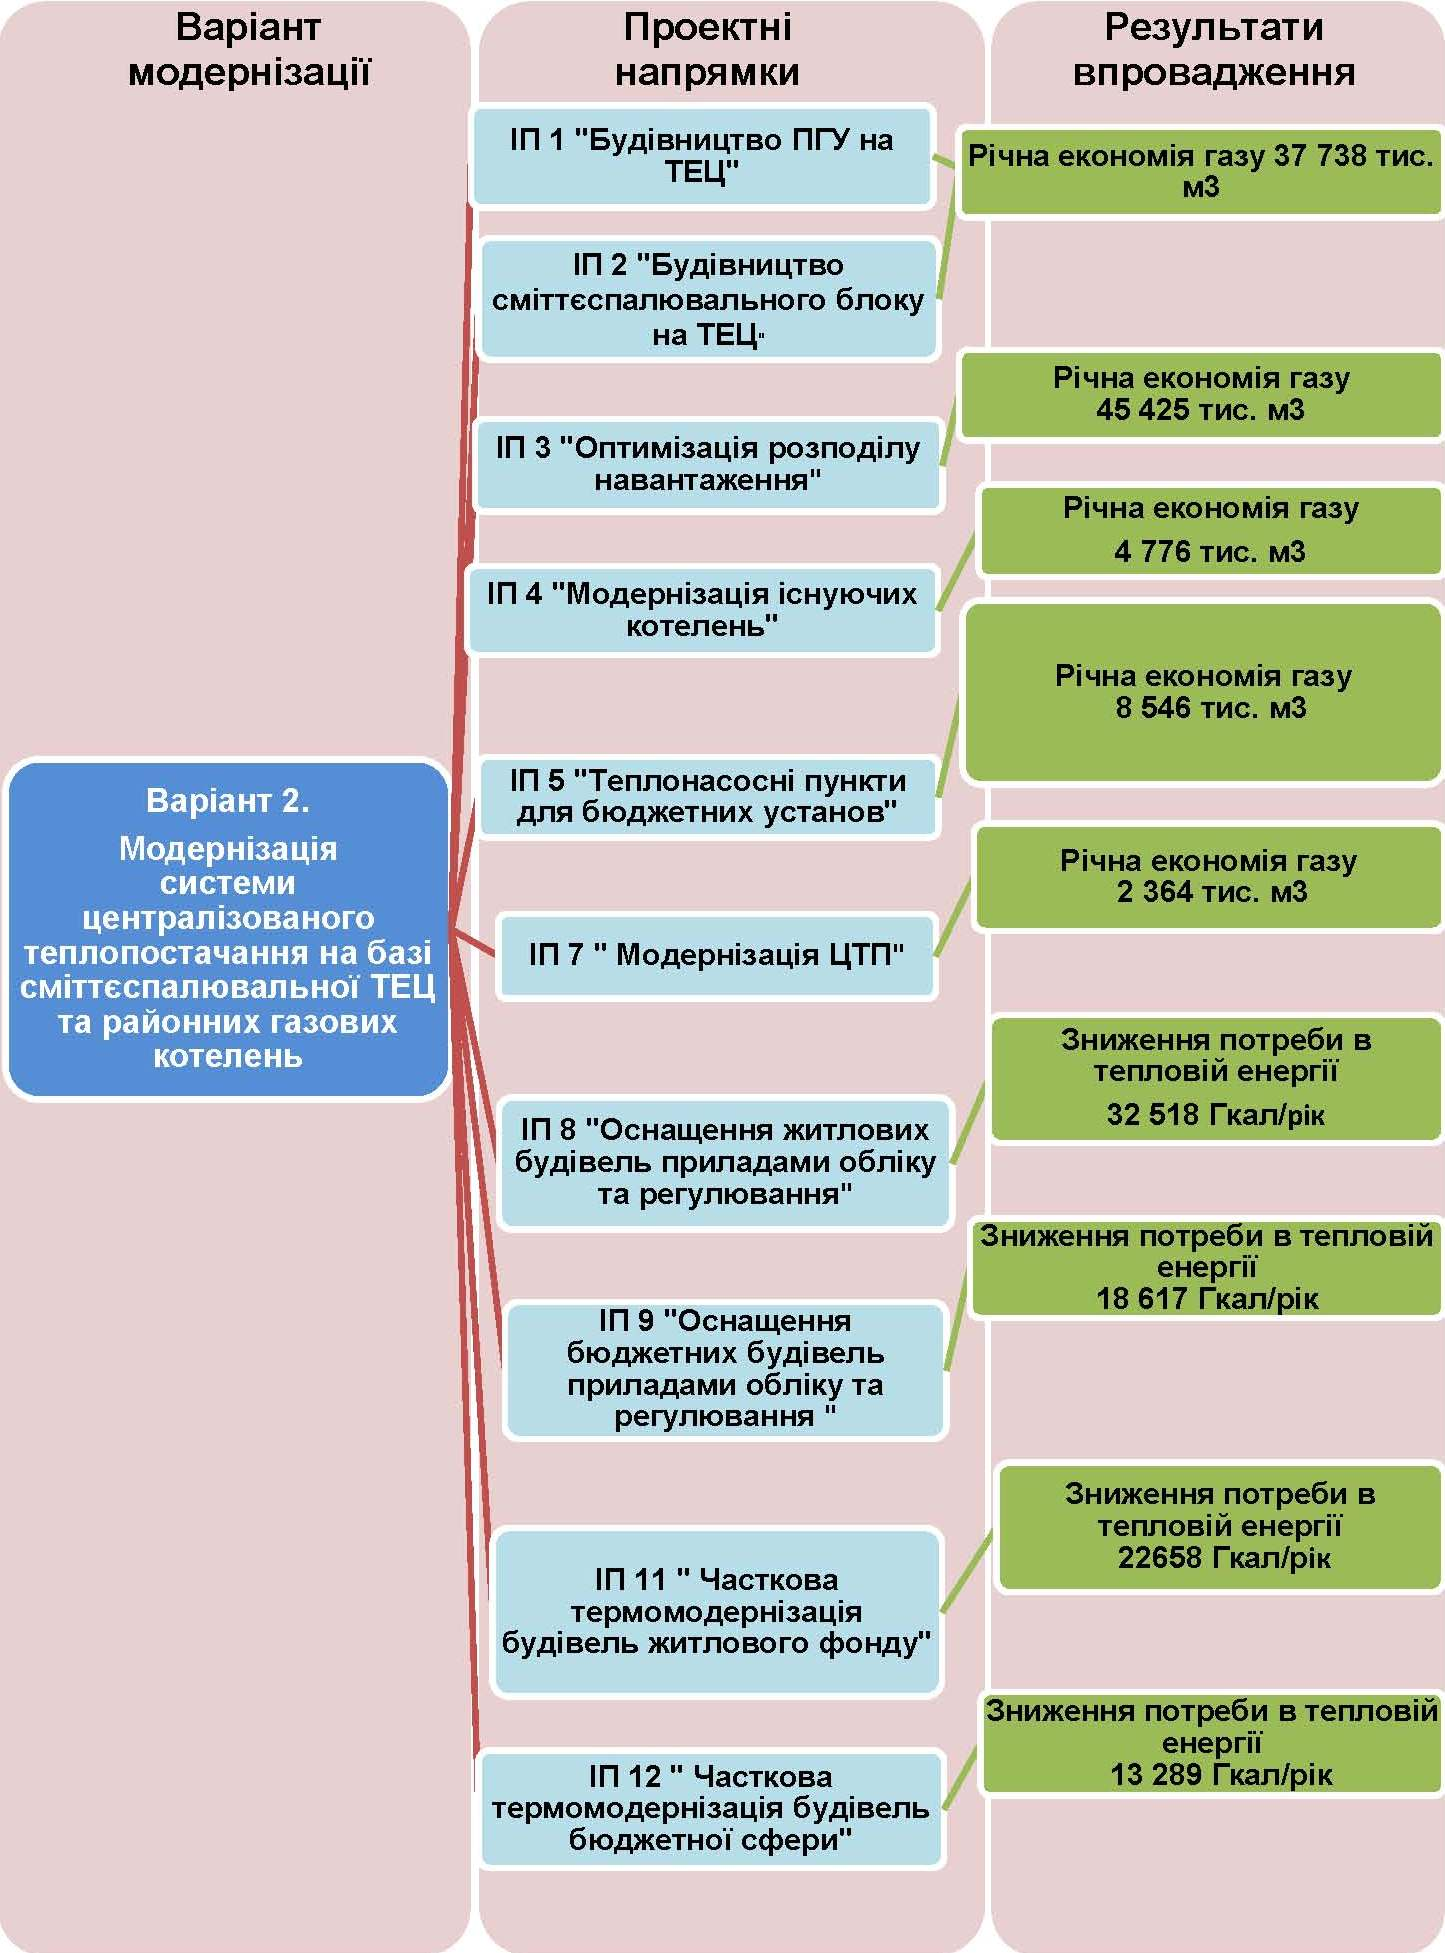 Варіант
модернізації
Проектні
напрямки
Результати
впровадження
ІП 1 "Будівництво ПГУ на
ТЕЦ"
Річна економія газу 37 738 тис.
м3
ІП 2 "Будівництво
сміттєспалювального блоку
на ТЕЦ"
Річна економія газу
45 425 тис. м3
ІП 3 "Оптимізація розподілу
навантаження"
Річна економія газу
4 776 тис. м3
ІП 4 "Модернізація існуючих
котелень"
Річна економія газу
8 546 тис. м3
ІП 5 "Теплонасосні пункти
для бюджетних установ"
Варіант 2.
Модернізація
системи
централізованого
теплопостачання на базі
сміттєспалювальної ТЕЦ
та районних газових
котелень
Річна економія газу
2 364 тис. м3
ІП 7 " Модернізація ЦТП"
Зниження потреби в
тепловій енергії
32 518 Гкал/рік
ІП 8 "Оснащення житлових
будівель приладами обліку
та регулювання"
Зниження потреби в тепловій
енергії
18 617 Гкал/рік
ІП 9 "Оснащення
бюджетних будівель
приладами обліку та
регулювання "
Зниження потреби в
тепловій енергії
22658 Гкал/рік
ІП 11 " Часткова
термомодернізація
будівель житлового фонду"
Зниження потреби в тепловій
енергії
13 289 Гкал/рік
ІП 12 " Часткова
термомодернізація будівель
бюджетної сфери"